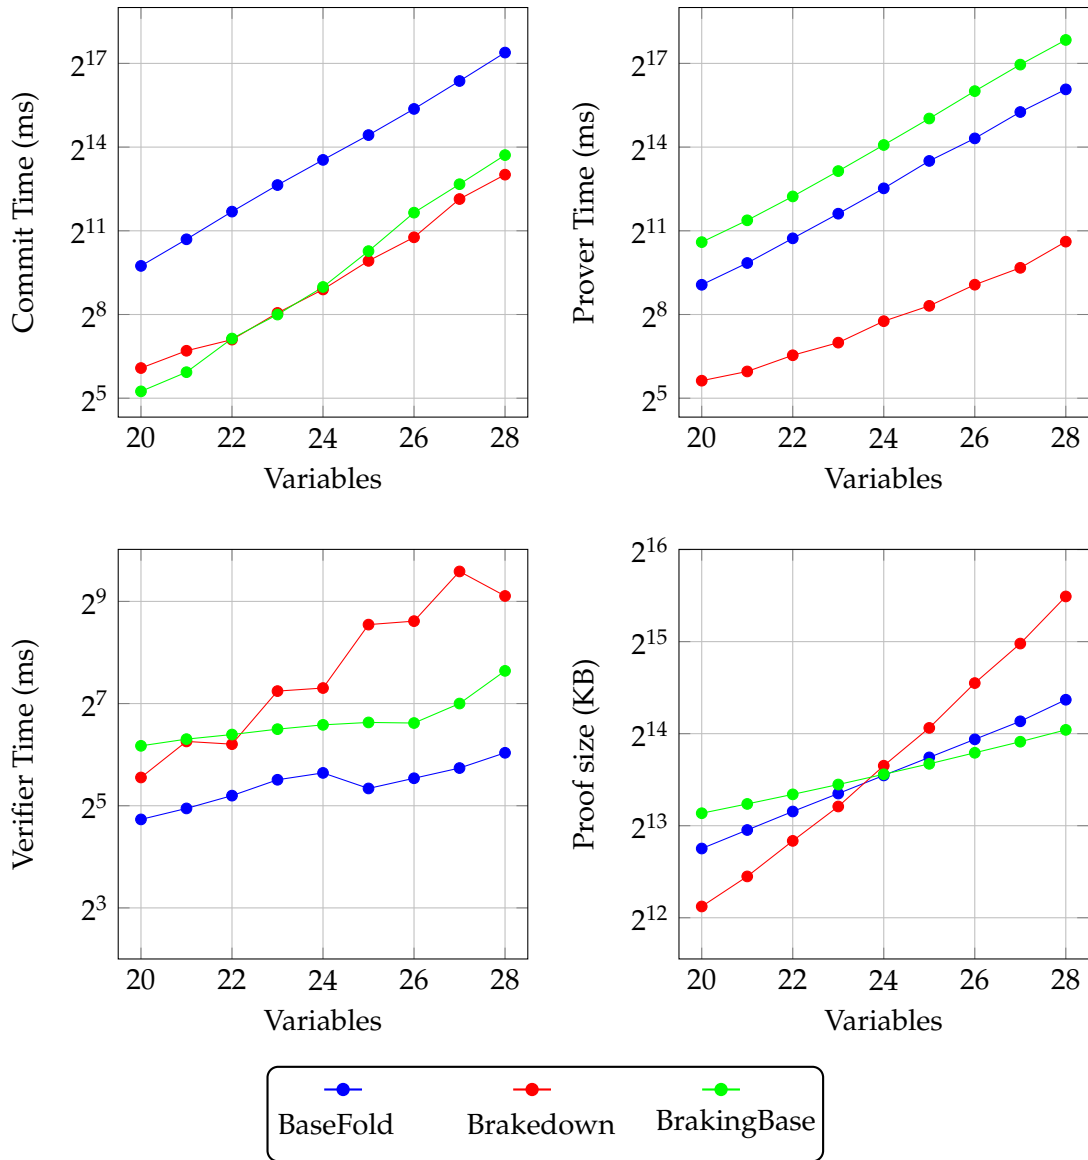 Commit Time (ms)
2^17
2^14
2^11
2^8
2^5
20 22 24 26 28
Variables
Prover Time (ms)
2^17
2^14
2^11
2^8
2^5
20 22 24 26 28
Variables
Verifier Time (ms)
2^9
2^7
2^5
2^3
20 22 24 26 28
Variables
Proof size (KB)
2^16
2^15
2^14
2^13
2^12
20 22 24 26 28
Variables
BaseFold Brakedown BrakingBase